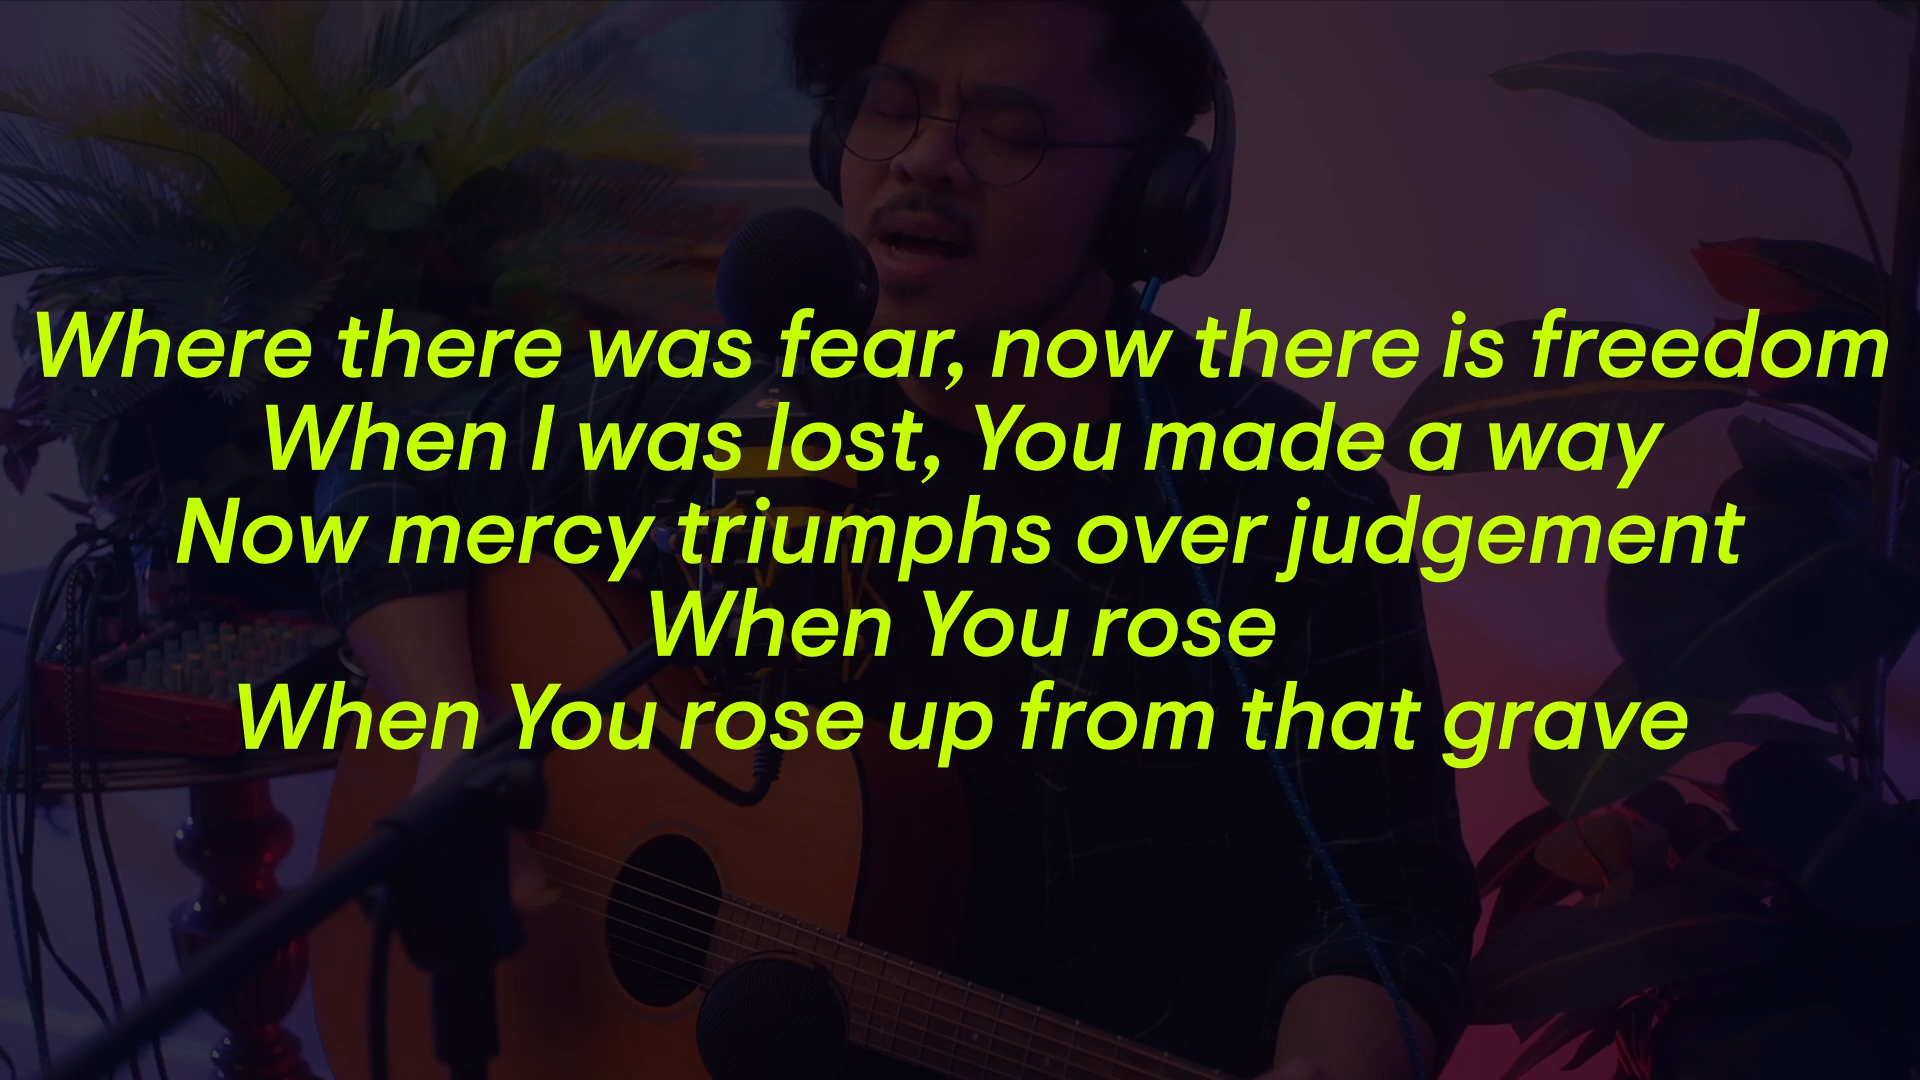 Where there was fear, now there is freedom
When I was lost, You made a way
Now mercy triumphs over judgement
When You rose
When You rose up from that grave